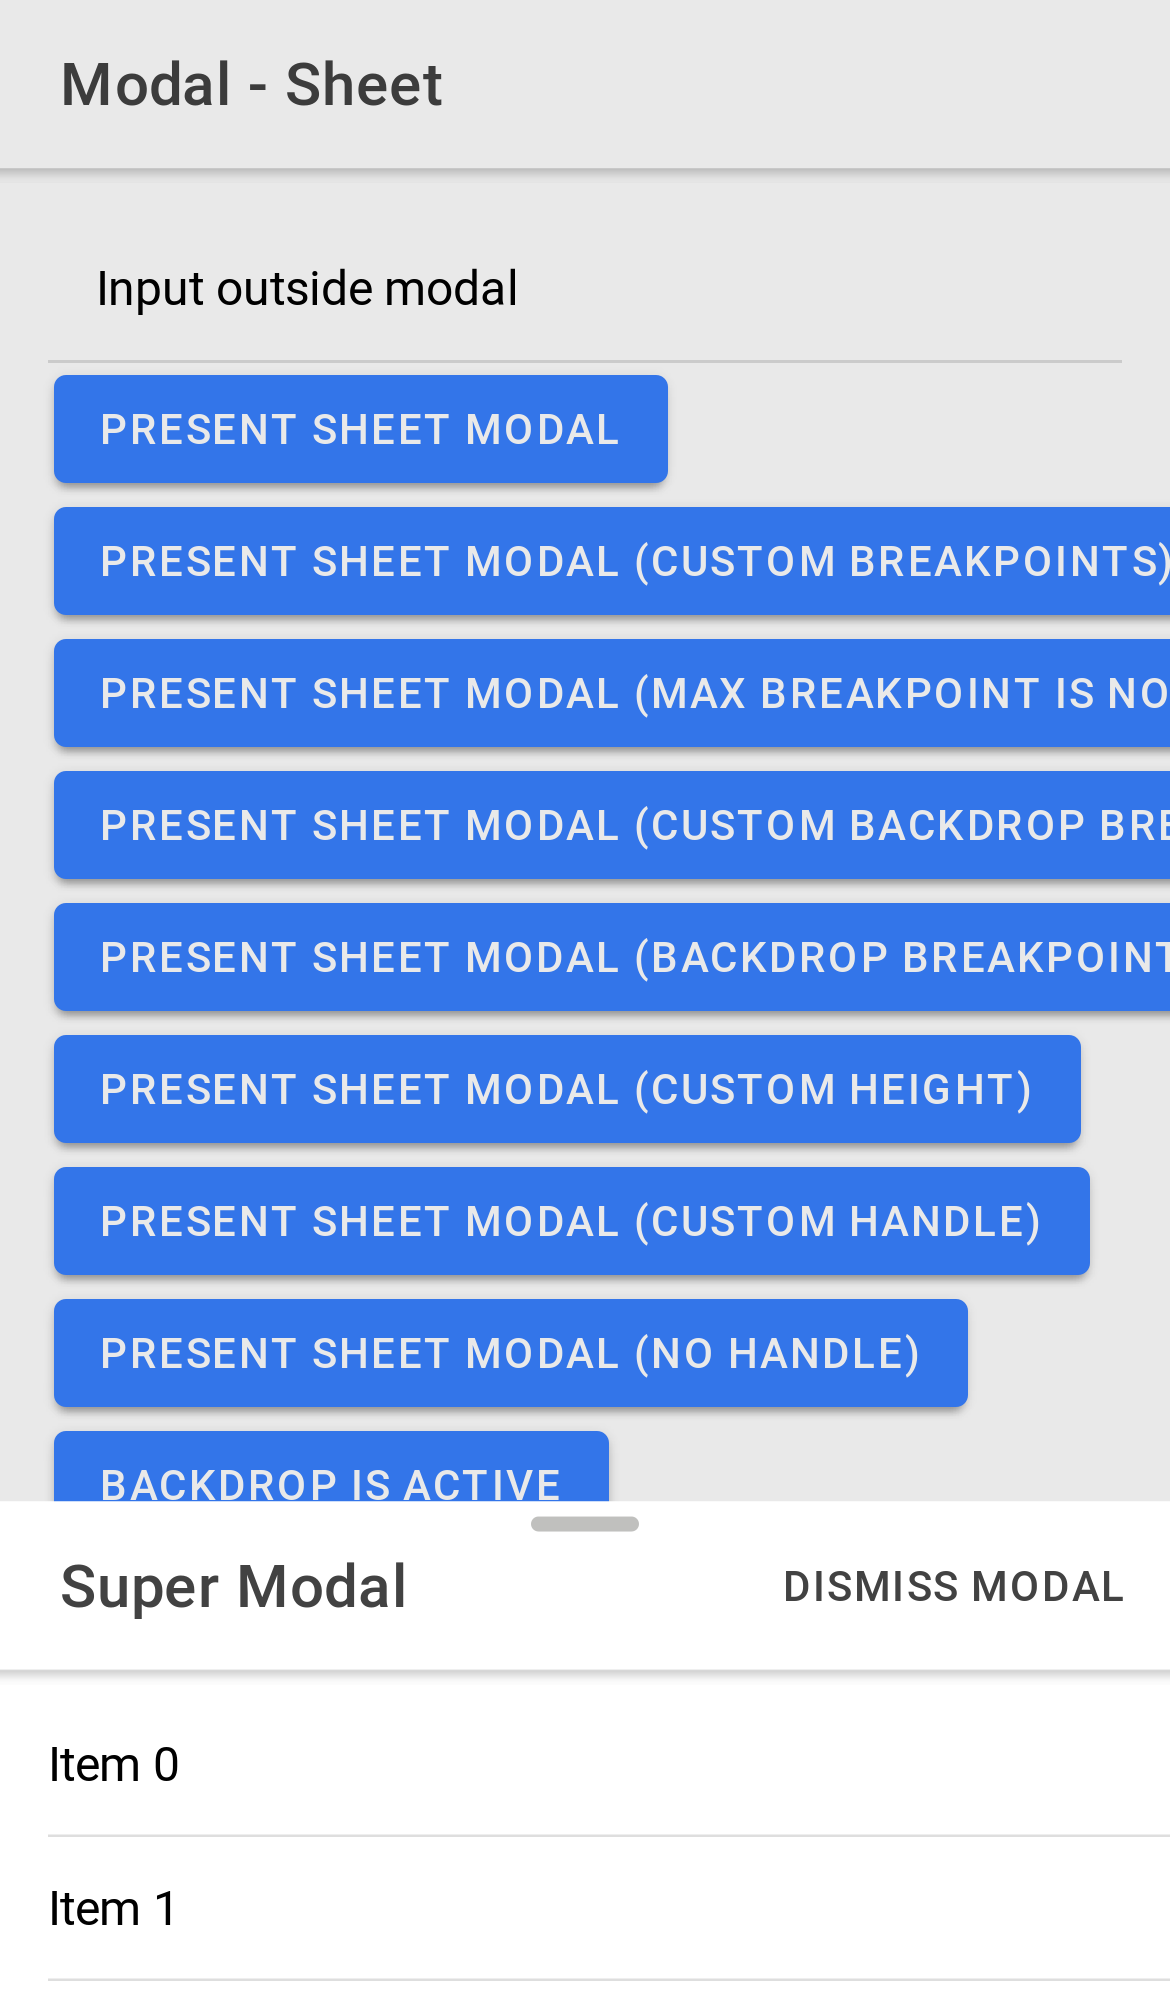 Modal - Sheet
Input outside modal
PRESENT SHEET MODAL
PRESENT SHEET MODAL (CUSTOM BREAKPOINTS)
PRESENT SHEET MODAL (MAX BREAKPOINT IS NO
PRESENT SHEET MODAL (CUSTOM BACKDROP BRE
PRESENT SHEET MODAL (BACKDROP BREAKPOINT
PRESENT SHEET MODAL (CUSTOM HEIGHT)
PRESENT SHEET MODAL (CUSTOM HANDLE)
PRESENT SHEET MODAL (NO HANDLE)
BACKDROP IS ACTIVE
Super Modal DISMISS MODAL
Item 0
Item 1